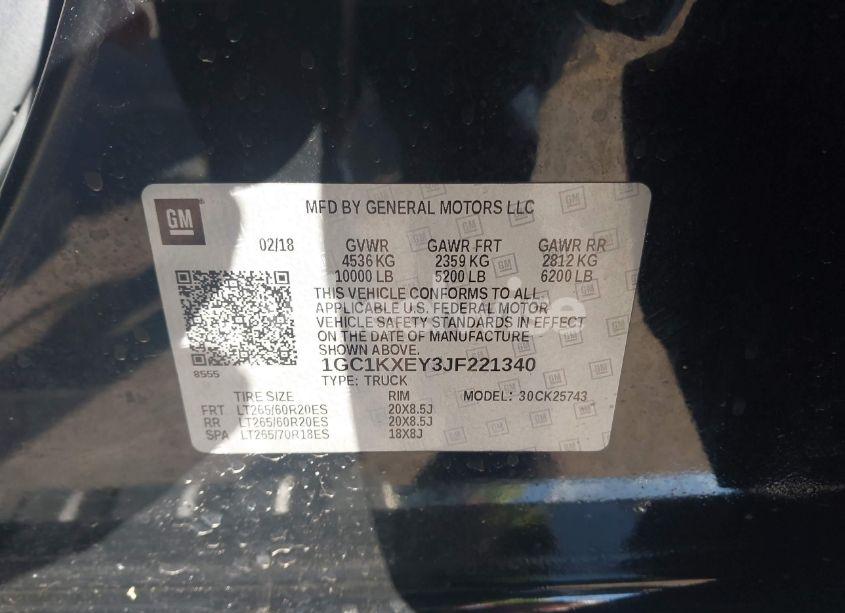 GM
MFD BY GENERAL MOTORS LLC
02/18 GVWR GAWR FRT GAWR RR
4536 KG 2359 KG 2812 KG
10000 LB 5200 LB 6200 LB
THIS VEHICLE CONFORMS TO ALL
APPLICABLE U.S. FEDERAL MOTOR
VEHICLE SAFETY STANDARDS IN EFFECT
ON THE DATE OF MANUFACTURE
SHOWN ABOVE.
8555
1GC1KXEY3JF221340
TYPE: TRUCK MODEL: 30CK25743
TIRE SIZE RIM
FRT LT265/60R20ES 20X8.5J
RR LT265/60R20ES 20X8.5J
SPA LT265/70R18ES 18X8J